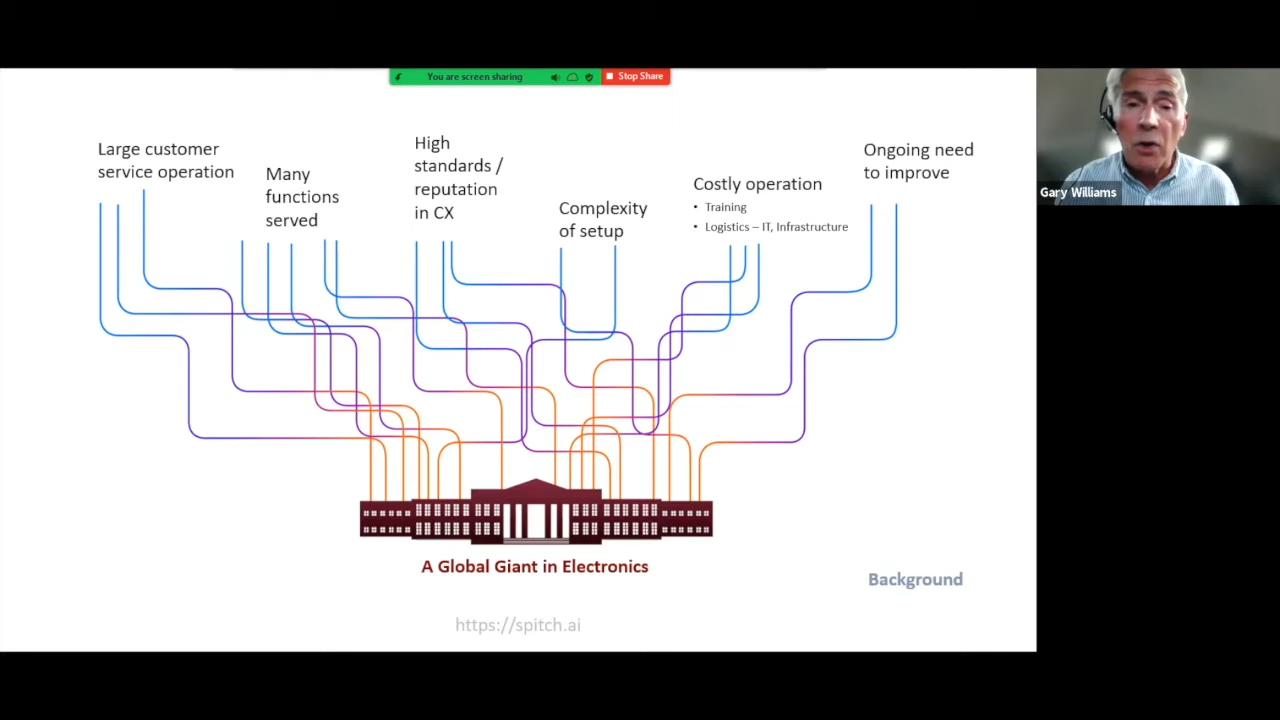 You are screen sharing
Stop Share
Gary Williams
Large customer
service operation
Many
functions
served
High
standards /
reputation
in CX
Complexity
of setup
Costly operation
• Training
• Logistics – IT, Infrastructure
Ongoing need
to improve
A Global Giant in Electronics
Background
https://spitch.ai